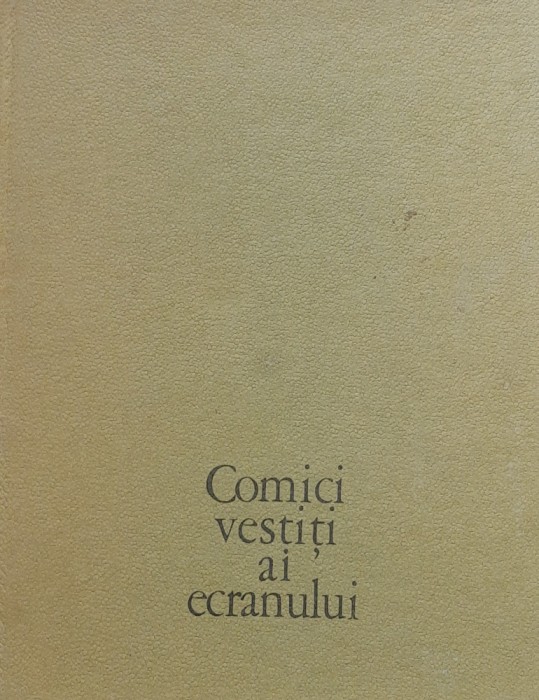 Comici
vestiți
ai
ecranului